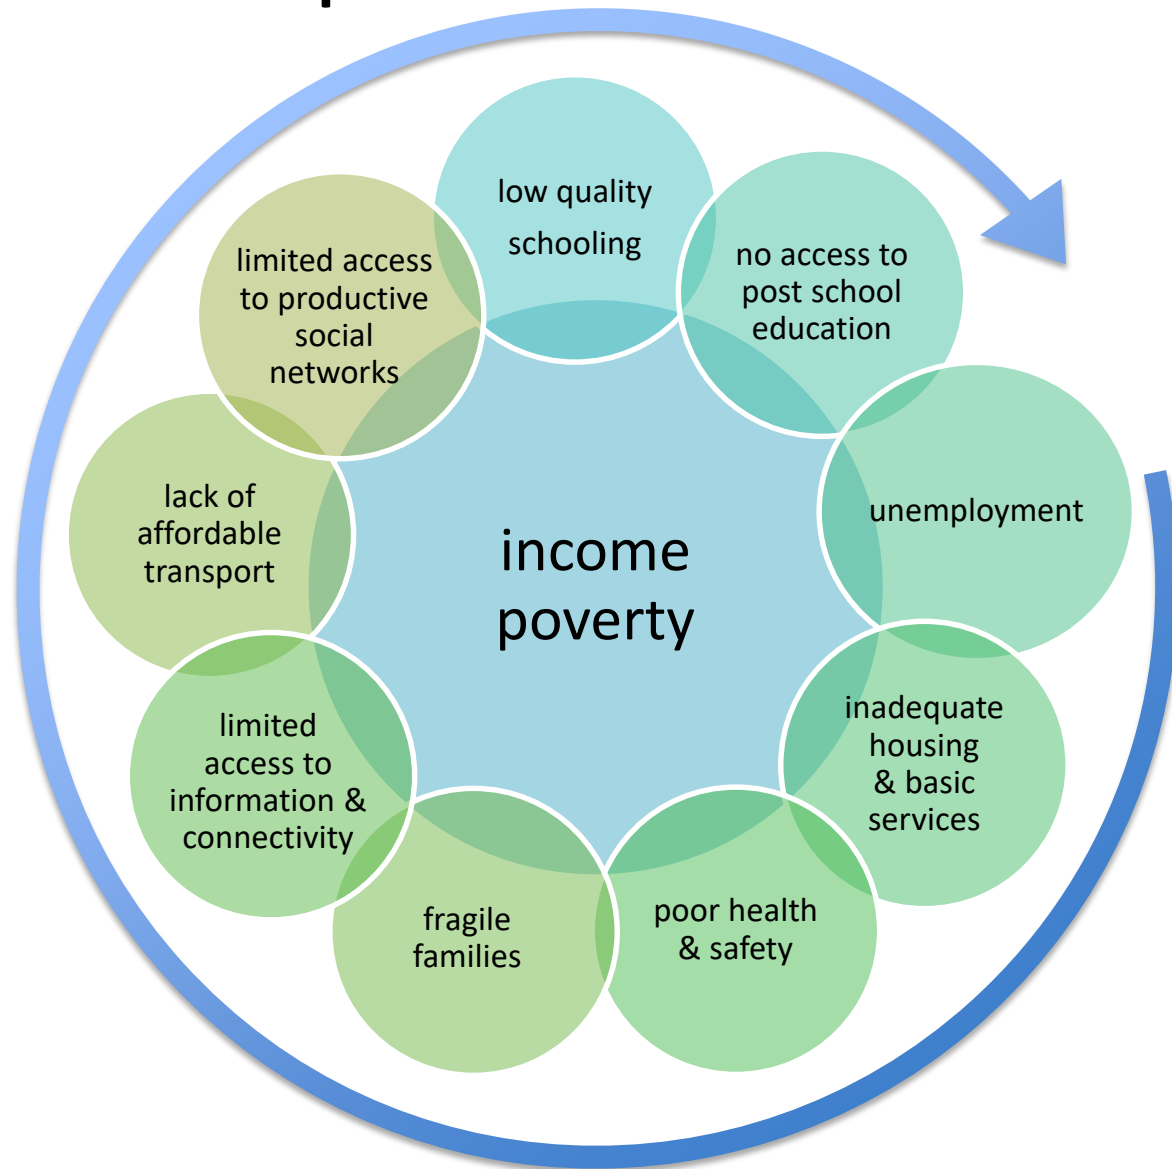 low quality
schooling
no access to
post school
education
unemployment
inadequate
housing
& basic
services
poor health
& safety
fragile
families
limited
access to
information &
connectivity
lack of
affordable
transport
limited access
to productive
social
networks
income
poverty